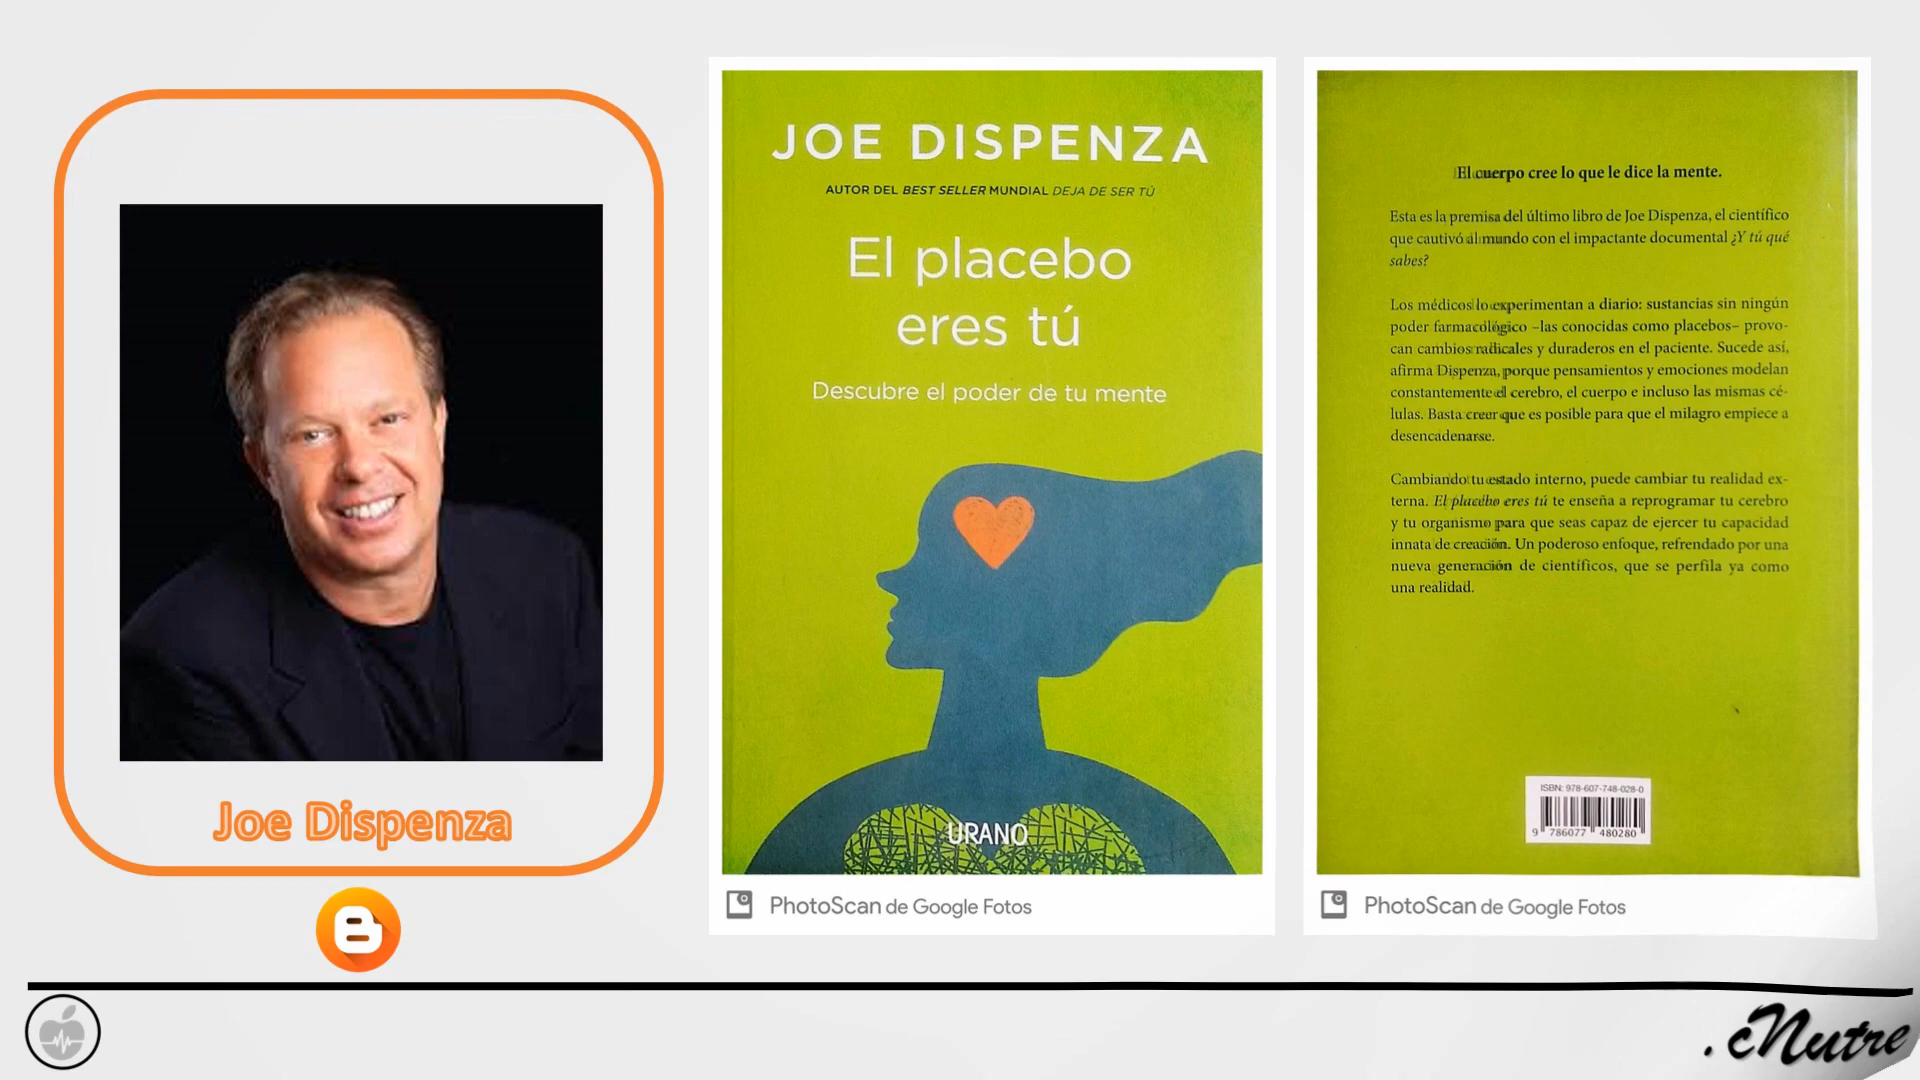 Joe Dispenza
JOE DISPENZA
AUTOR DEL BEST SELLER MUNDIAL DEJA DE SER TÚ
El placebo
eres tú
Descubre el poder de tu mente
URANO
PhotoScan de Google Fotos
El cuerpo cree lo que le dice la mente.
Esta es la premisa del último libro de Joe Dispenza, el científico
que cautivó al mundo con el impactante documental ¿Y tú qué
sabes?
Los médicos lo experimentan a diario: sustancias sin ningún
poder farmacológico –las conocidas como placebos– provo-
can cambios radicales y duraderos en el paciente. Sucede así,
afirma Dispenza, porque pensamientos y emociones modelan
constantemente el cerebro, el cuerpo e incluso las mismas cé-
lulas. Basta creer que es posible para que el milagro empiece a
desencadenarse.
Cambiando tu estado interno, puede cambiar tu realidad ex-
terna. El placebo eres tú te enseña a reprogramar tu cerebro
y tu organismo para que seas capaz de ejercer tu capacidad
innata de creación. Un poderoso enfoque, refrendado por una
nueva generación de científicos, que se perfila ya como
una realidad.
ISBN: 978-607-748-028-0
9 786077 480280
PhotoScan de Google Fotos
.cNutre